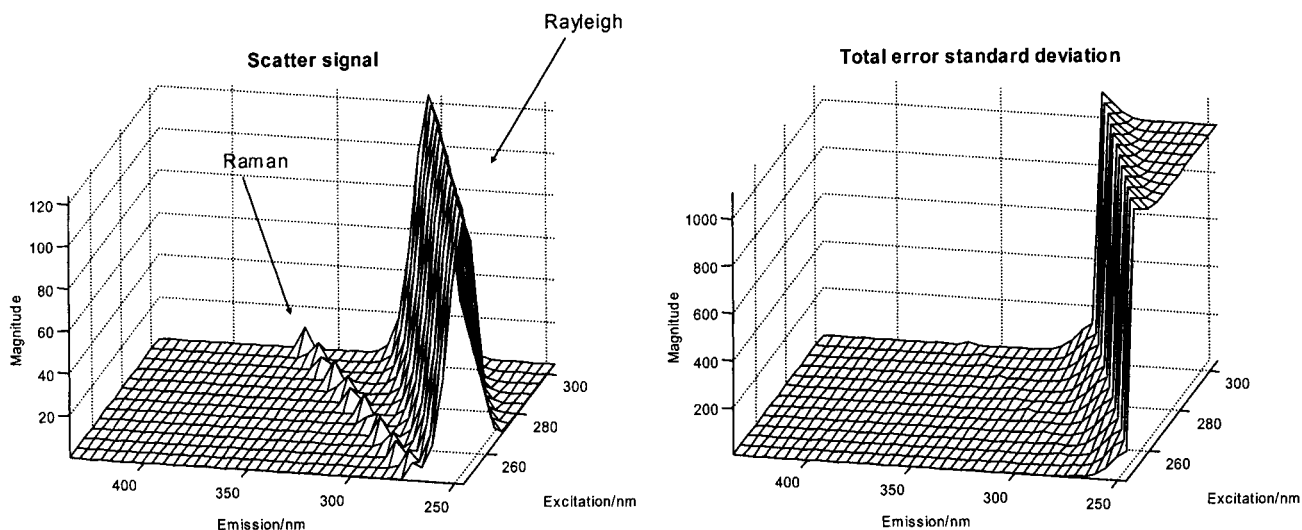 Rayleigh
Scatter signal
Raman
Magnitude
120
100
80
60
40
20
400
350
300
250
Emission/nm
260
280
300
Excitation/nm
Total error standard deviation
Magnitude
1000
800
600
400
200
400
350
300
250
Emission/nm
260
280
300
Excitation/nm